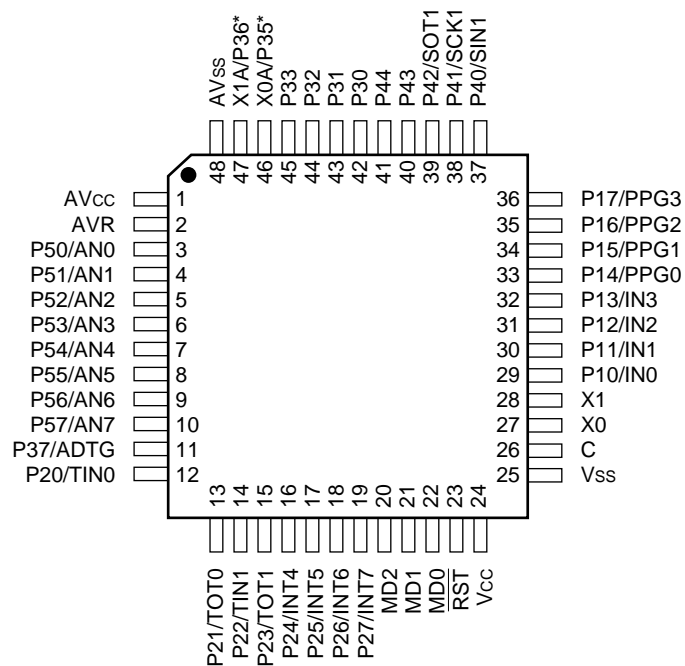 AVss
X1A/P36*
X0A/P35*
P33
P32
P31
P30
P44
P43
P42/SOT1
P41/SCK1
P40/SIN1
48
47
46
45
44
43
42
41
40
39
38
37
AVcc 1
AVR 2
P50/AN0 3
P51/AN1 4
P52/AN2 5
P53/AN3 6
P54/AN4 7
P55/AN5 8
P56/AN6 9
P57/AN7 10
P37/ADTG 11
P20/TIN0 12
36 P17/PPG3
35 P16/PPG2
34 P15/PPG1
33 P14/PPG0
32 P13/IN3
31 P12/IN2
30 P11/IN1
29 P10/IN0
28 X1
27 X0
26 C
25 Vss
13
14
15
16
17
18
19
20
21
22
23
24
P21/TOT0
P22/TIN1
P23/TOT1
P24/INT4
P25/INT5
P26/INT6
P27/INT7
MD2
MD1
MD0
RST
Vcc